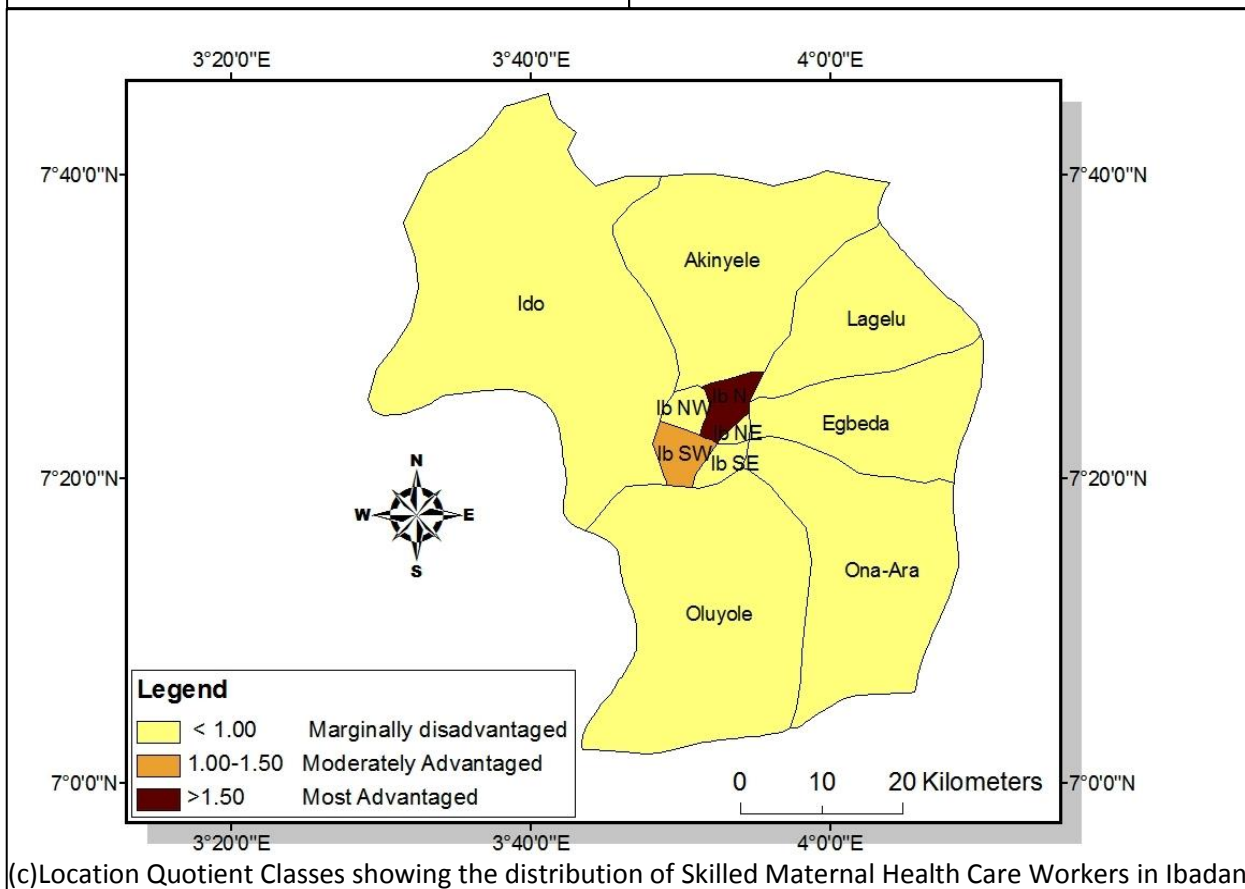 3°20'0"E 3°40'0"E 4°0'0"E
7°40'0"N 7°40'0"N
Akinyele
Ido
Lagelu
Ib N
Ib NW
Egbeda
Ib NE
Ib SW
Ib SE
7°20'0"N 7°20'0"N
N
W E
S
Ona-Ara
Oluyole
Legend
< 1.00 Marginally disadvantaged
1.00-1.50 Moderately Advantaged
>1.50 Most Advantaged
0 10 20 Kilometers
7°0'0"N 7°0'0"N
3°20'0"E 3°40'0"E 4°0'0"E
(c)Location Quotient Classes showing the distribution of Skilled Maternal Health Care Workers in Ibadan